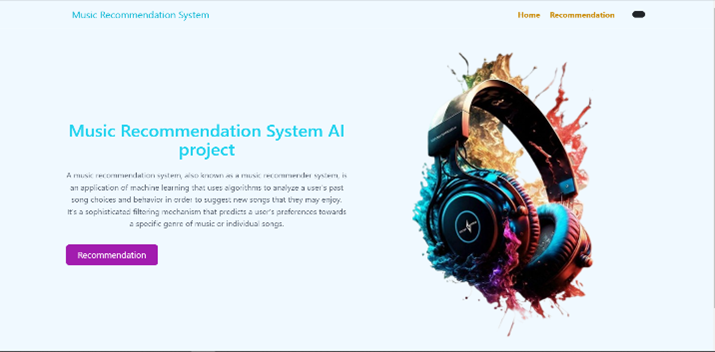 Music Recommendation System
Home Recommendation
Music Recommendation System AI
project
A music recommendation system, also known as a music recommender system, is
an application of machine learning that uses algorithms to analyze a user's past
song choices and behavior in order to suggest new songs that they may enjoy.
It's a sophisticated filtering mechanism that predicts a user's preferences towards
a specific genre of music or individual songs.
Recommendation